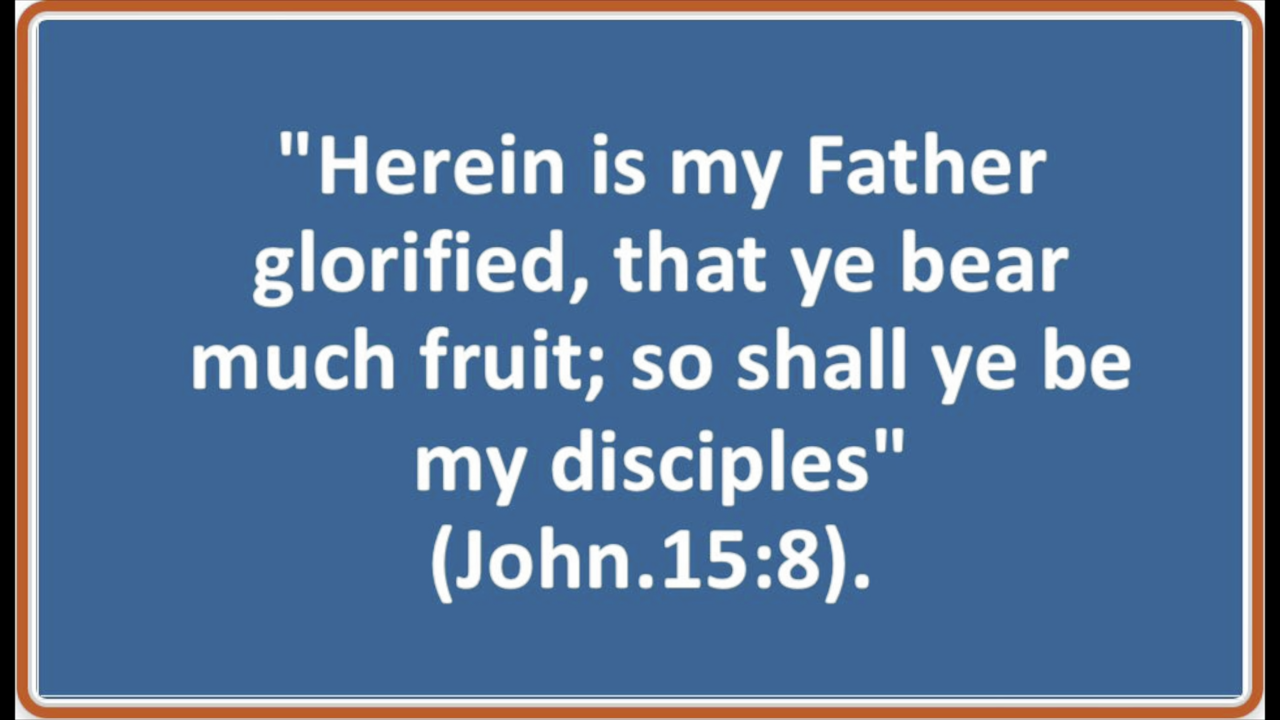 "Herein is my Father
glorified, that ye bear
much fruit; so shall ye be
my disciples"
(John.15:8).